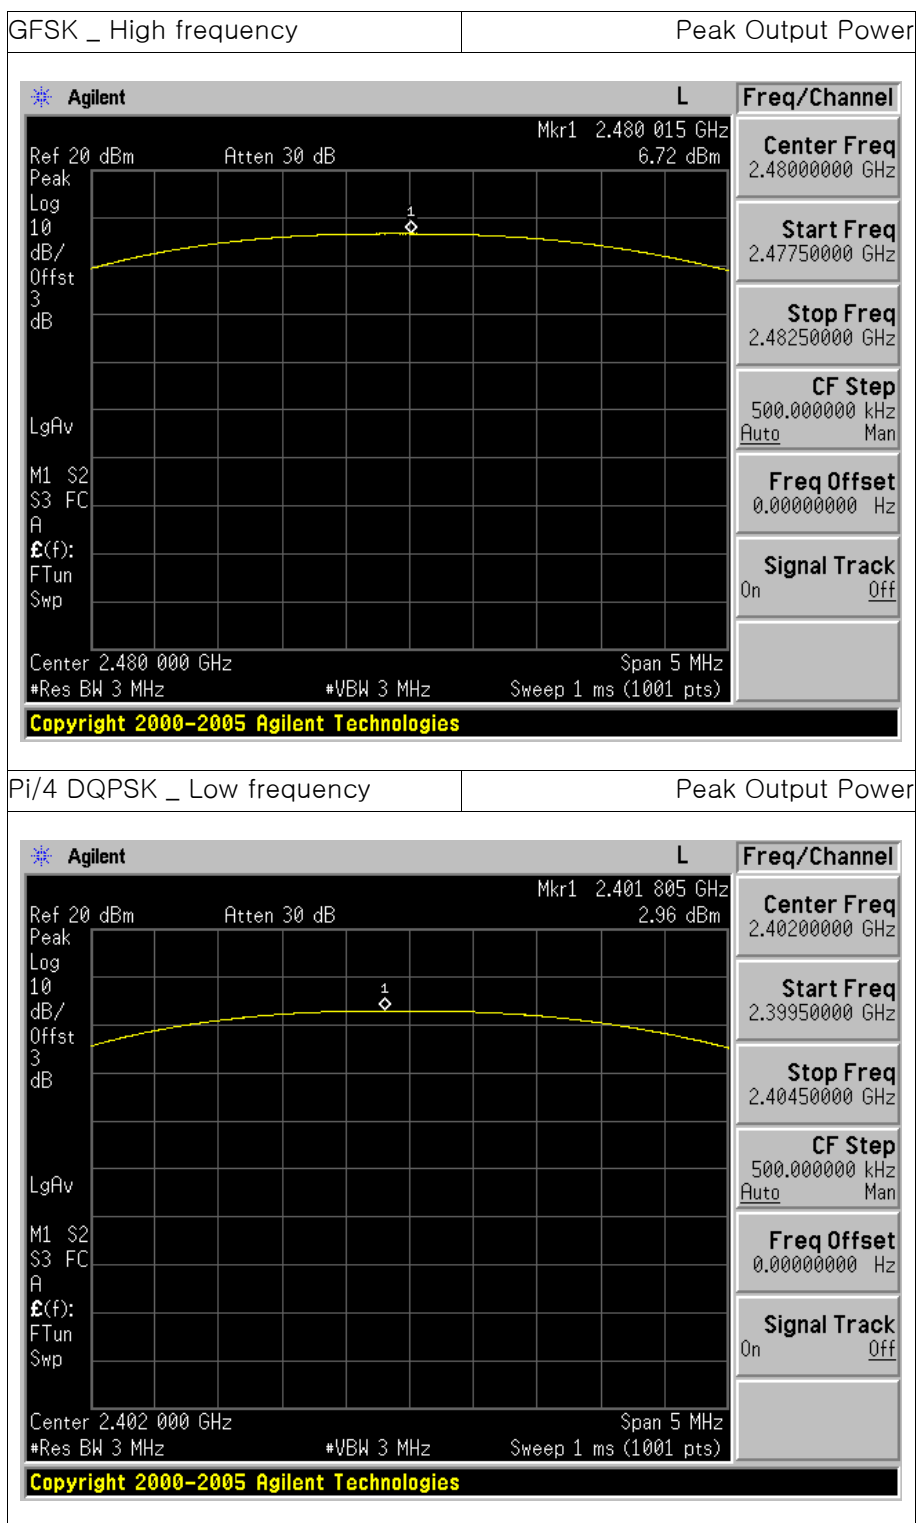 GFSK _ High frequency Peak Output Power
Agilent L Freq/Channel
Mkr1 2.480 015 GHz
Ref 20 dBm Atten 30 dB 6.72 dBm
Peak
Log
10
dB/
Offst
3
dB
1
LgAv
M1 S2
S3 FC
A
£(f):
FTun
Swp
Center 2.480 000 GHz Span 5 MHz
#Res BW 3 MHz #VBW 3 MHz Sweep 1 ms (1001 pts)
Copyright 2000-2005 Agilent Technologies
Center Freq
2.48000000 GHz
Start Freq
2.47750000 GHz
Stop Freq
2.48250000 GHz
CF Step
500.000000 kHz
Auto Man
Freq Offset
0.00000000 Hz
Signal Track
On Off
Pi/4 DQPSK _ Low frequency Peak Output Power
Agilent L Freq/Channel
Mkr1 2.401 805 GHz
Ref 20 dBm Atten 30 dB 2.96 dBm
Peak
Log
10
dB/
Offst
3
dB
1
LgAv
M1 S2
S3 FC
A
£(f):
FTun
Swp
Center 2.402 000 GHz Span 5 MHz
#Res BW 3 MHz #VBW 3 MHz Sweep 1 ms (1001 pts)
Copyright 2000-2005 Agilent Technologies
Center Freq
2.40200000 GHz
Start Freq
2.39950000 GHz
Stop Freq
2.40450000 GHz
CF Step
500.000000 kHz
Auto Man
Freq Offset
0.00000000 Hz
Signal Track
On Off